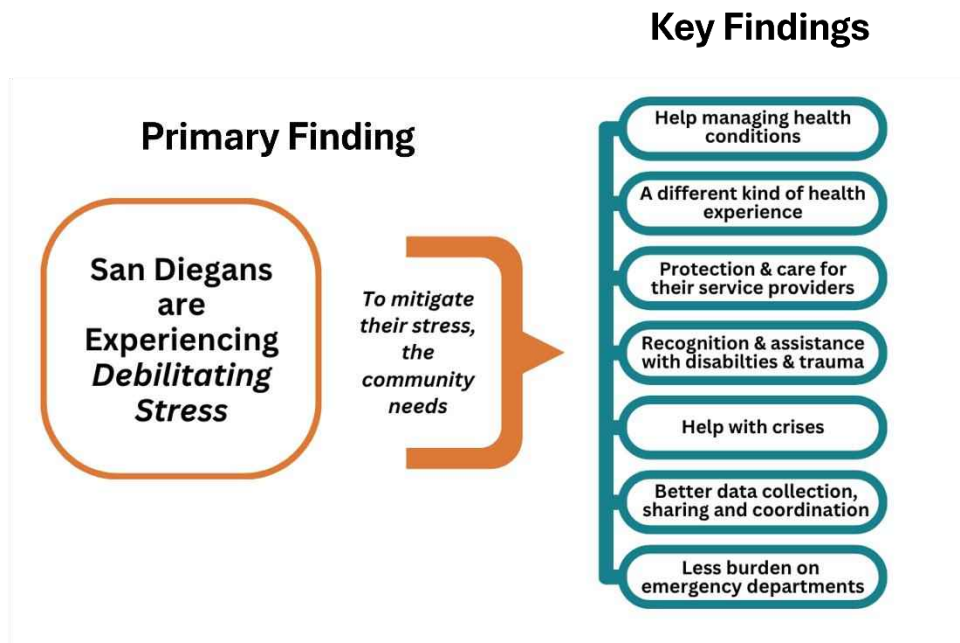 Key Findings
Primary Finding
San Diegans
are
Experiencing
Debilitating
Stress
To mitigate
their stress,
the
community
needs
Help managing health
conditions
A different kind of health
experience
Protection & care for
their service providers
Recognition & assistance
with disabilties & trauma
Help with crises
Better data collection,
sharing and coordination
Less burden on
emergency departments